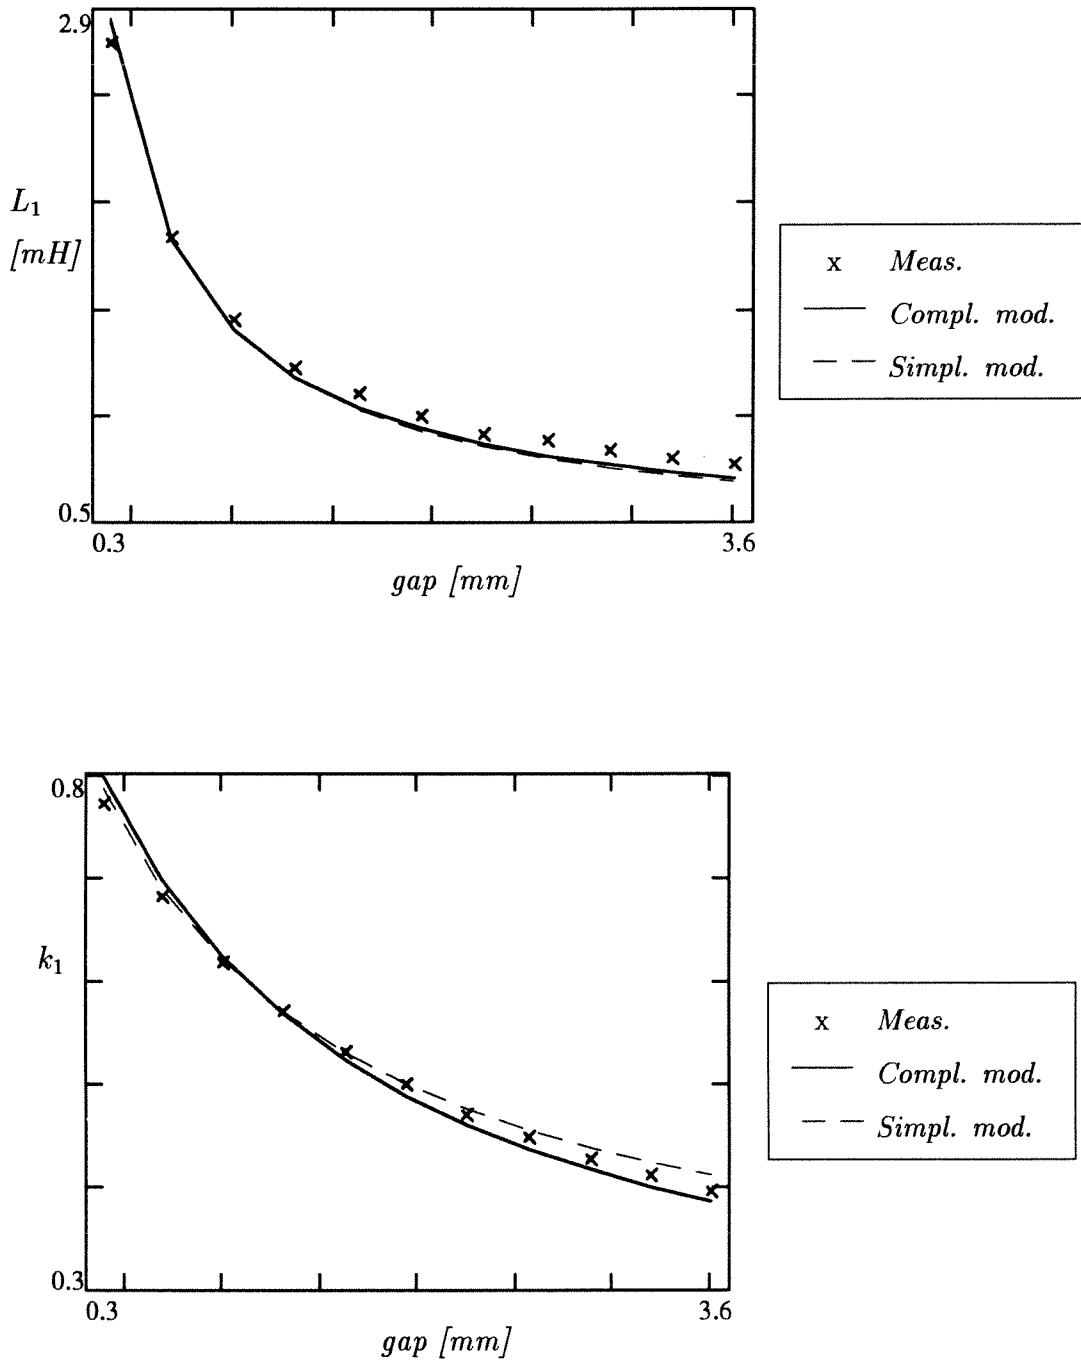 2.9
L₁
[mH]
0.5
0.3
3.6
gap [mm]
x Meas.
Compl. mod.
Simpl. mod.
0.8
k₁
0.3
0.3
3.6
gap [mm]
x Meas.
Compl. mod.
Simpl. mod.